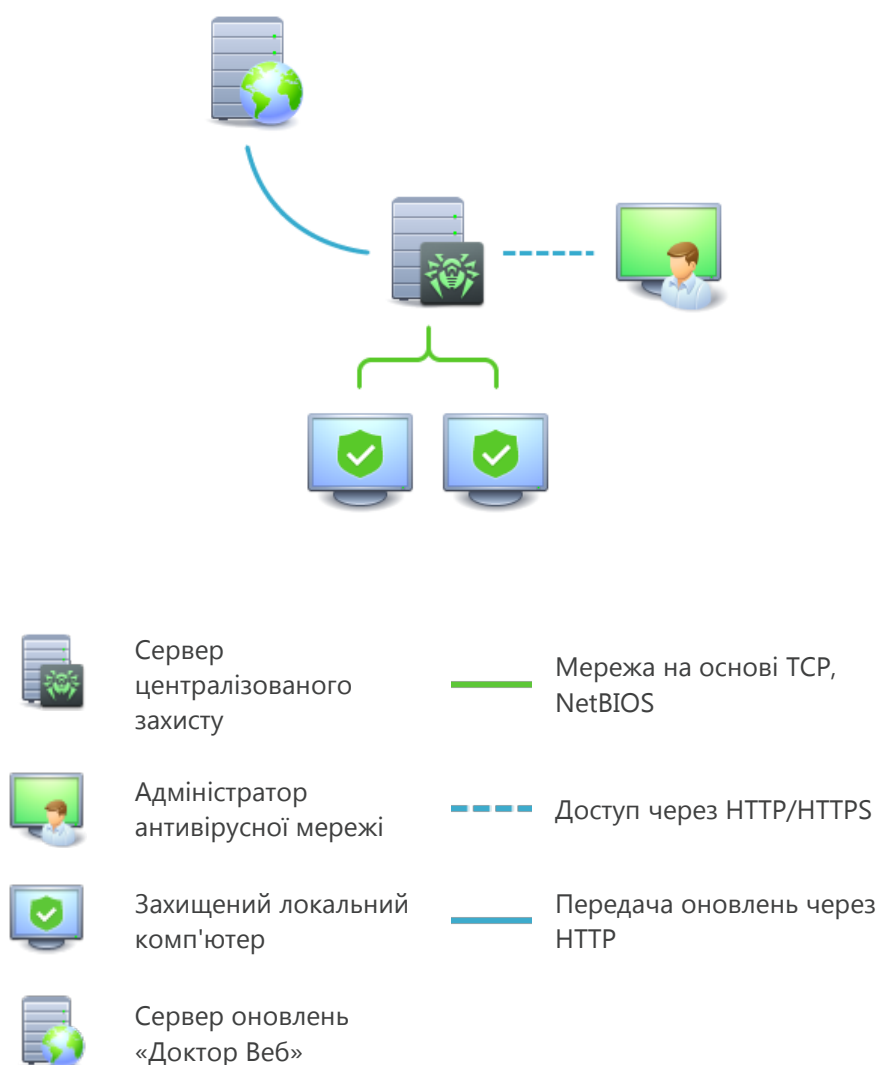 Сервер
централізованого
захисту
Мережа на основі TCP,
NetBIOS
Адміністратор
антивірусної мережі
Доступ через HTTP/HTTPS
Захищений локальний
комп'ютер
Передача оновлень через
HTTP
Сервер оновлень
«Доктор Веб»